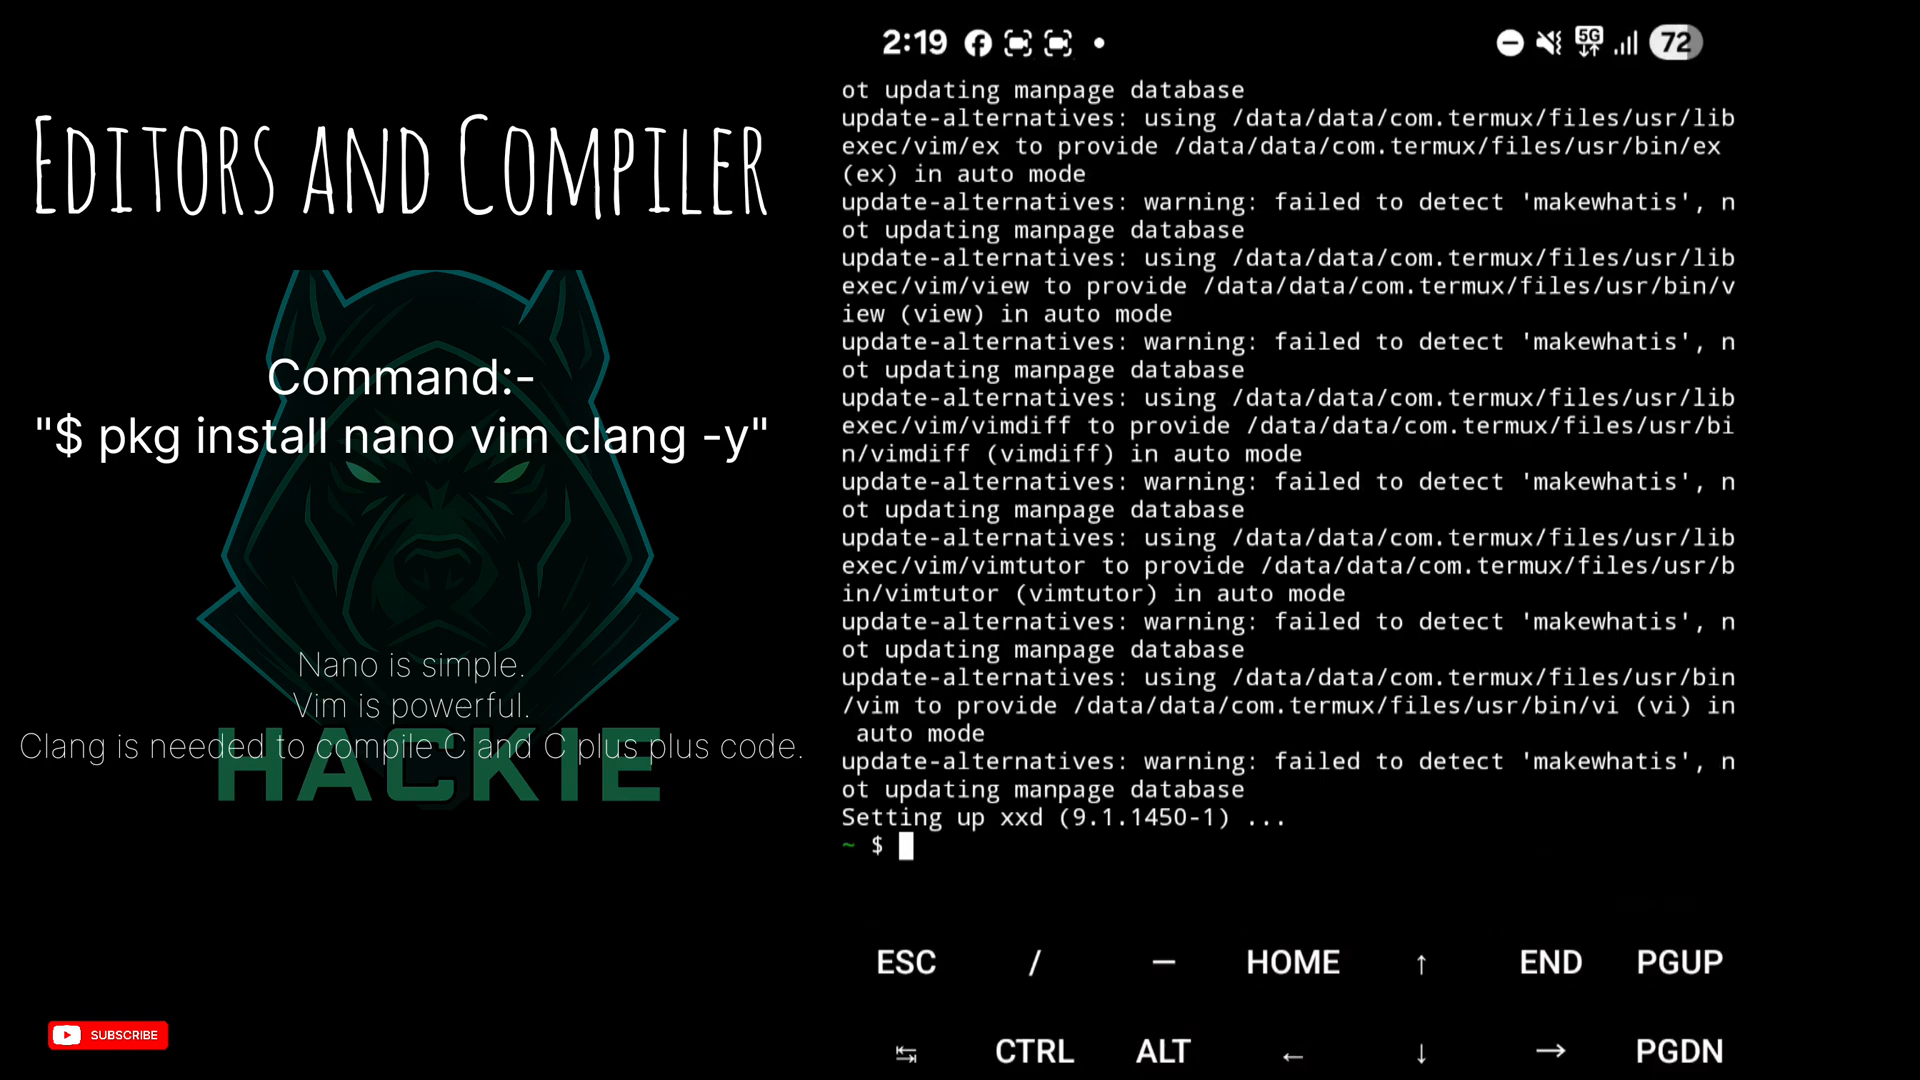 EDITORS AND COMPILER
Command:-
"$ pkg install nano vim clang -y"
Nano is simple.
Vim is powerful.
Clang is needed to compile C and C plus plus code.
HACKIE
SUBSCRIBE
2:19
5G
72
ot updating manpage database
update-alternatives: using /data/data/com.termux/files/usr/lib
exec/vim/ex to provide /data/data/com.termux/files/usr/bin/ex
(ex) in auto mode
update-alternatives: warning: failed to detect 'makewhatis', n
ot updating manpage database
update-alternatives: using /data/data/com.termux/files/usr/lib
exec/vim/view to provide /data/data/com.termux/files/usr/bin/v
iew (view) in auto mode
update-alternatives: warning: failed to detect 'makewhatis', n
ot updating manpage database
update-alternatives: using /data/data/com.termux/files/usr/lib
exec/vim/vimdiff to provide /data/data/com.termux/files/usr/bi
n/vimdiff (vimdiff) in auto mode
update-alternatives: warning: failed to detect 'makewhatis', n
ot updating manpage database
update-alternatives: using /data/data/com.termux/files/usr/lib
exec/vim/vimtutor to provide /data/data/com.termux/files/usr/b
in/vimtutor (vimtutor) in auto mode
update-alternatives: warning: failed to detect 'makewhatis', n
ot updating manpage database
update-alternatives: using /data/data/com.termux/files/usr/bin
/vim to provide /data/data/com.termux/files/usr/bin/vi (vi) in
 auto mode
update-alternatives: warning: failed to detect 'makewhatis', n
ot updating manpage database
Setting up xxd (9.1.1450-1) ...
~ $
ESC / — HOME ↑ END PGUP
↹ CTRL ALT ← ↓ → PGDN